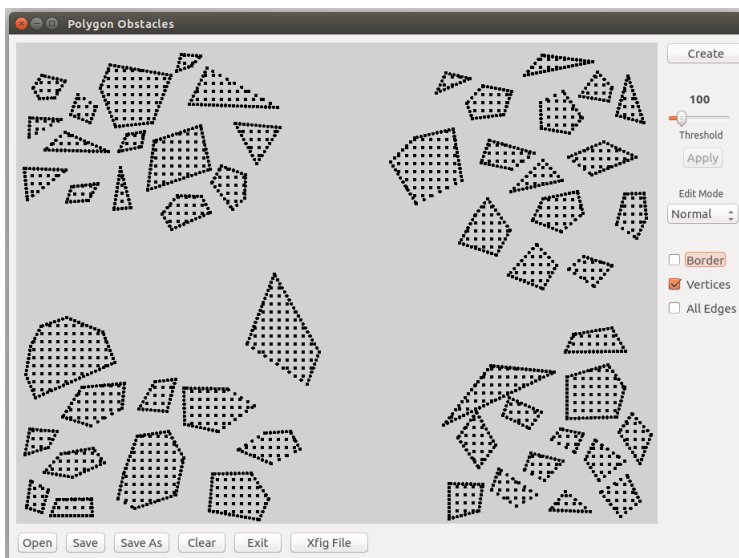 Polygon Obstacles
Create
100
Threshold
Apply
Edit Mode
Normal
Border
Vertices
All Edges
Open Save Save As Clear Exit Xfig File